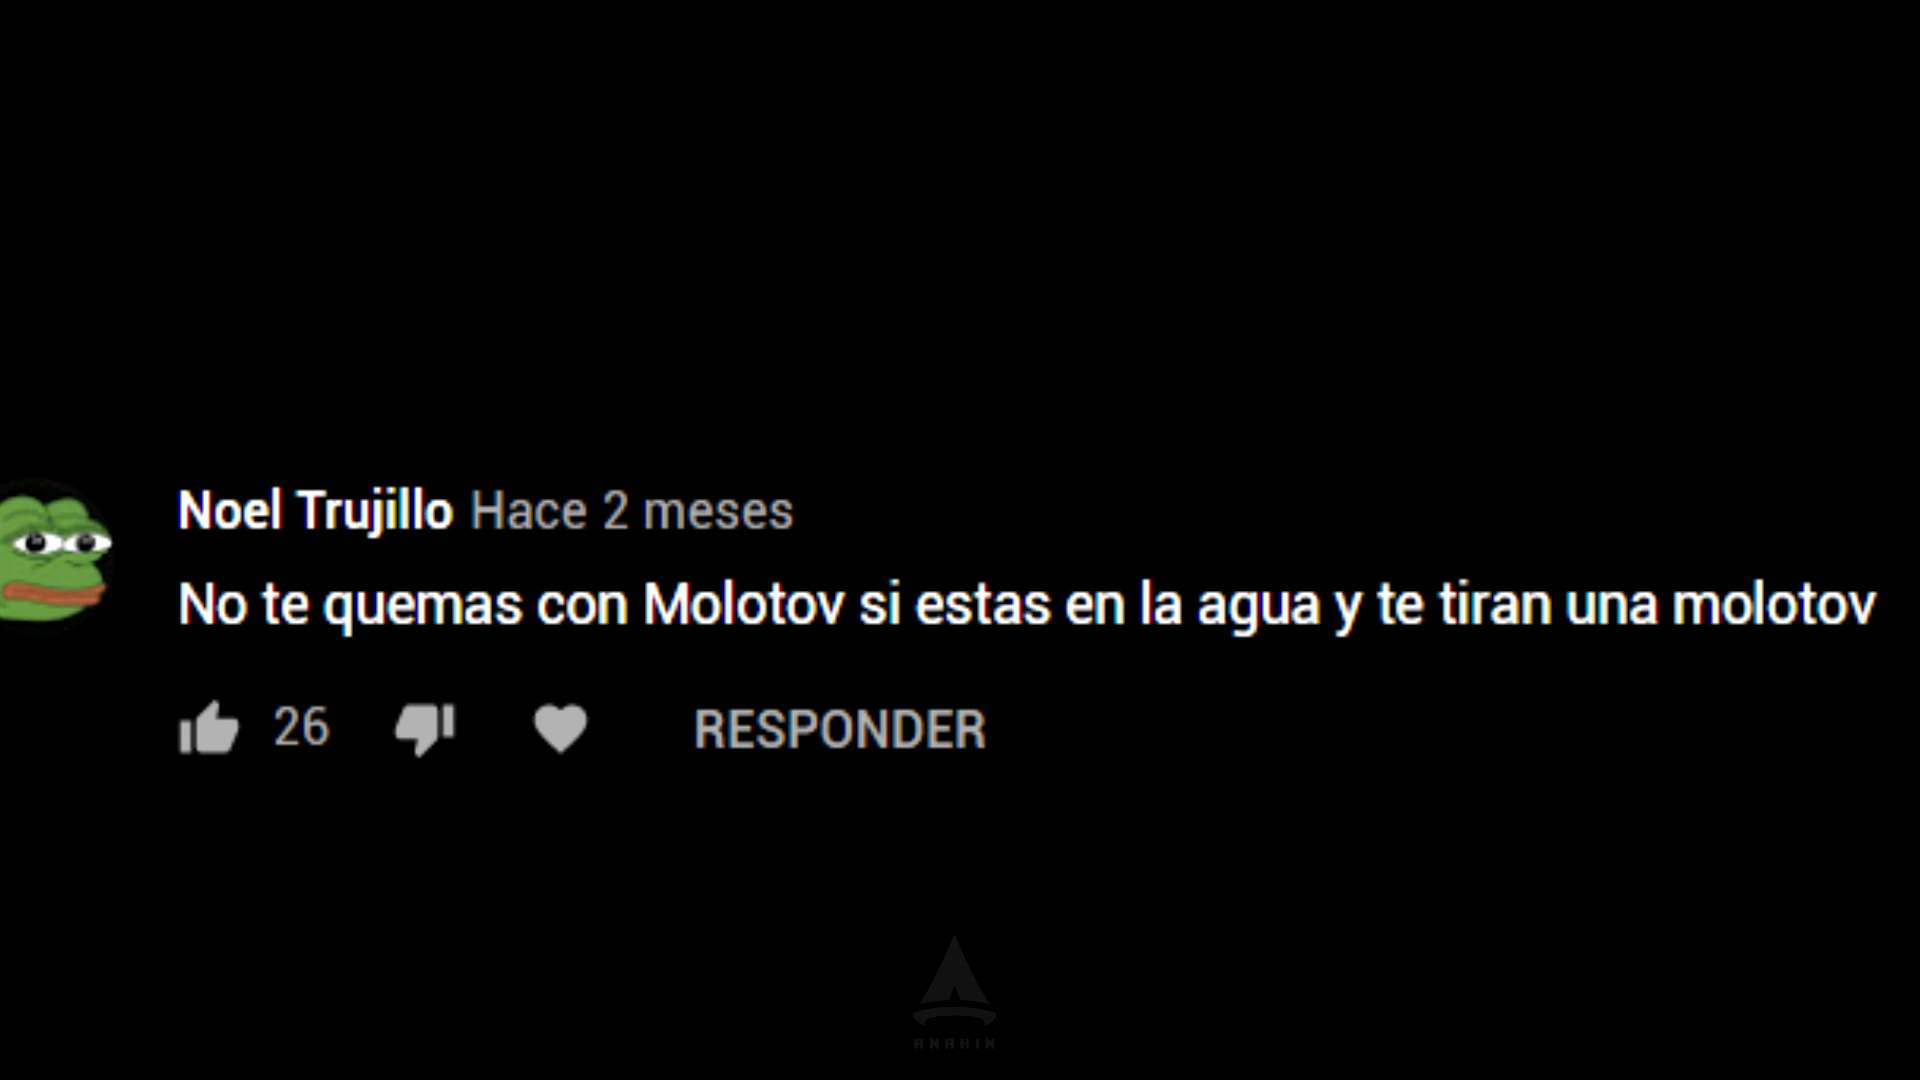 Noel Trujillo Hace 2 meses
No te quemas con Molotov si estas en la agua y te tiran una molotov
26 RESPONDER
ANAKIN